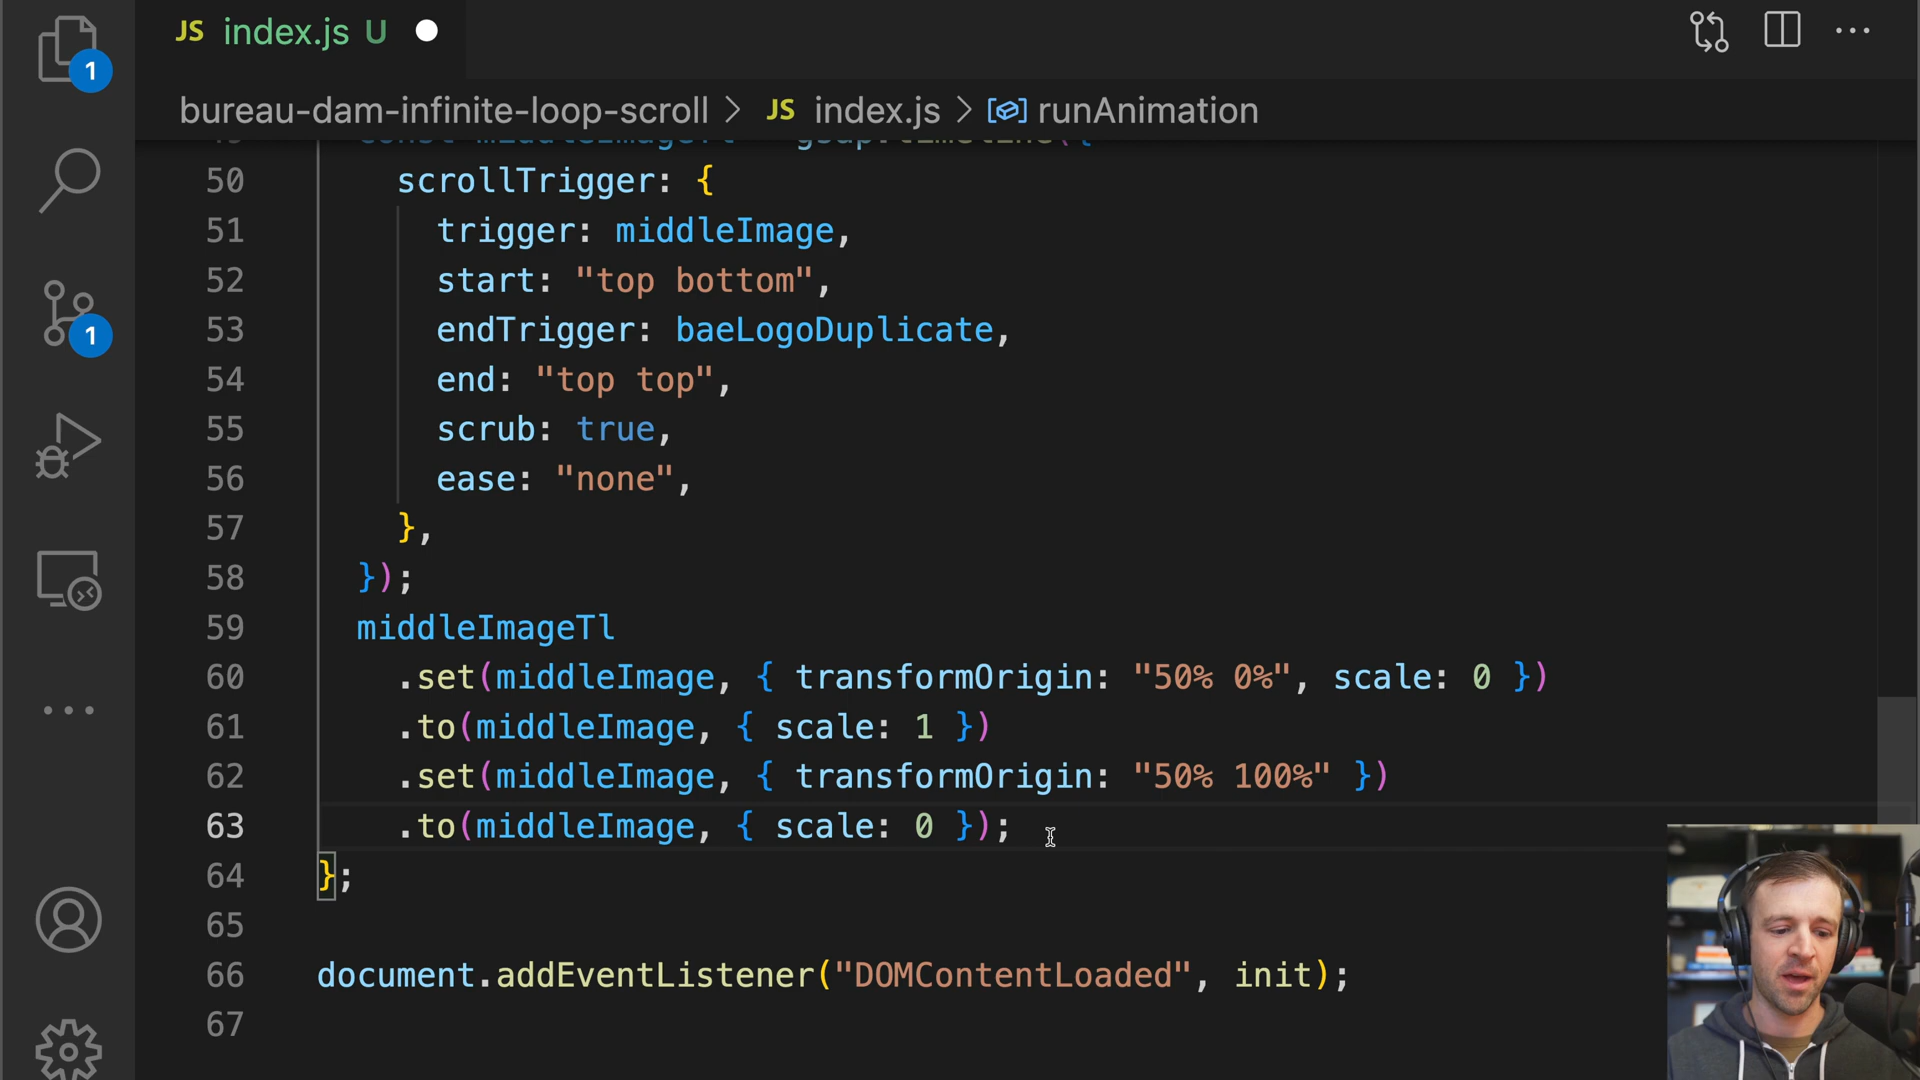 JS index.js U
bureau-dam-infinite-loop-scroll > JS index.js > runAnimation
1
1
50 scrollTrigger: {
51 trigger: middleImage,
52 start: "top bottom",
53 endTrigger: baeLogoDuplicate,
54 end: "top top",
55 scrub: true,
56 ease: "none",
57 },
58 });
59 middleImageTl
60 .set(middleImage, { transformOrigin: "50% 0%", scale: 0 })
61 .to(middleImage, { scale: 1 })
62 .set(middleImage, { transformOrigin: "50% 100%" })
63 .to(middleImage, { scale: 0 });
64 };
65
66 document.addEventListener("DOMContentLoaded", init);
67